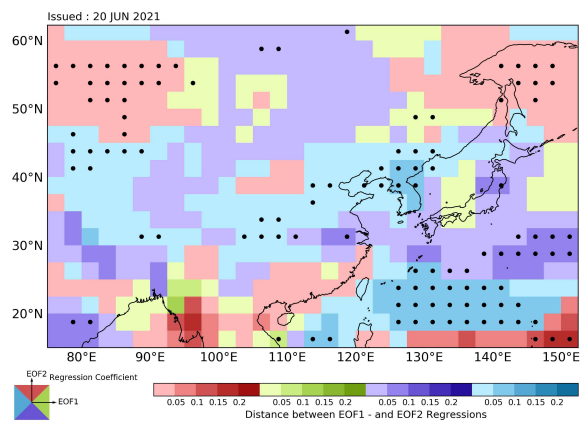 Issued : 20 JUN 2021
60°N
50°N
40°N
30°N
20°N
80°E 90°E 100°E 110°E 120°E 130°E 140°E 150°E
EOF2 Regression Coefficient
EOF1
0.05 0.1 0.15 0.2 0.05 0.1 0.15 0.2 0.05 0.1 0.15 0.2 0.05 0.1 0.15 0.2
Distance between EOF1 - and EOF2 Regressions